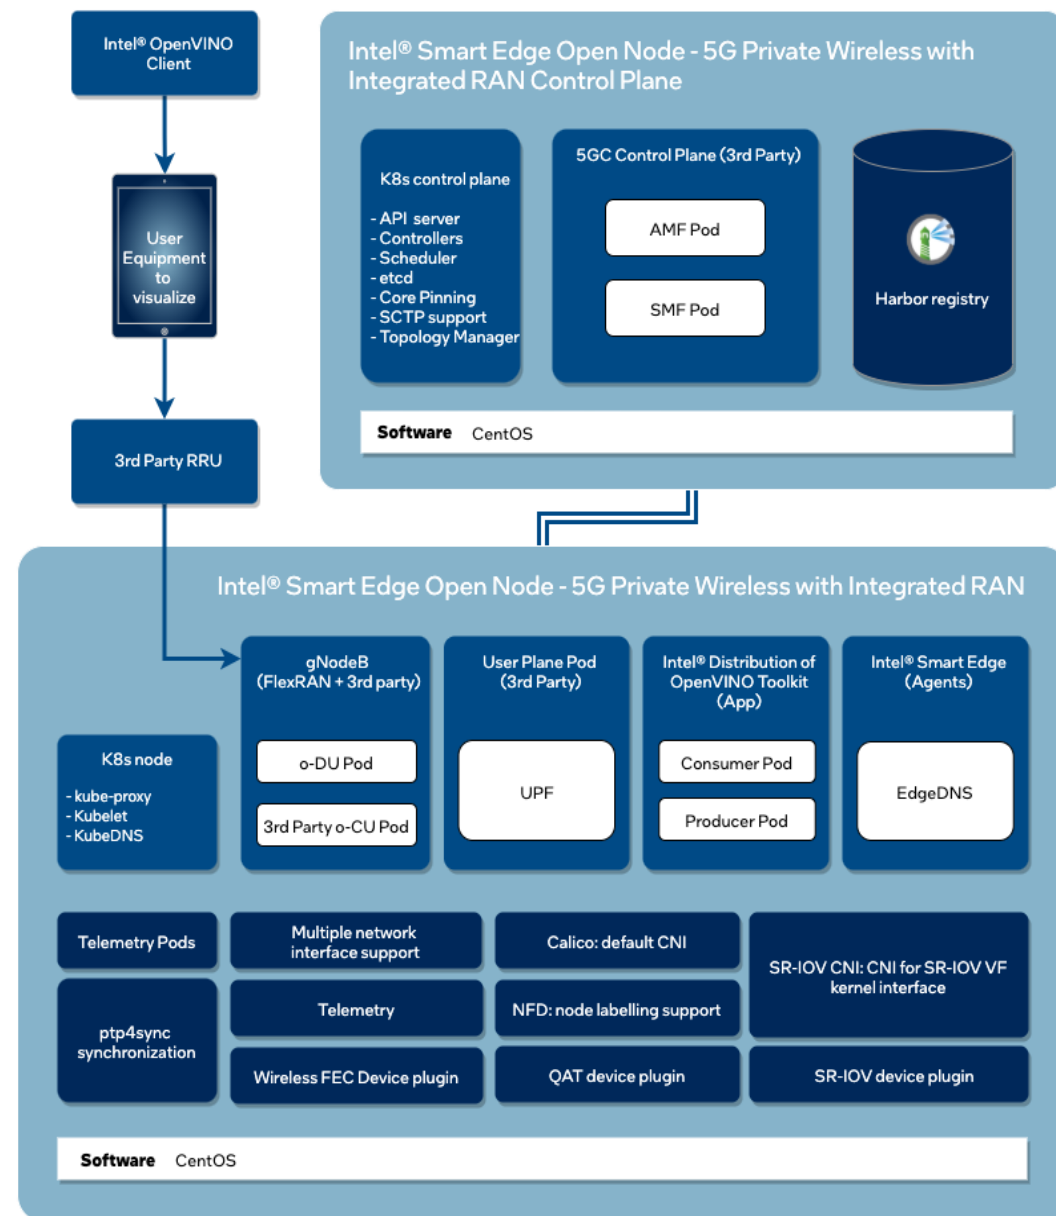 Intel® OpenVINO
Client
User
Equipment
to
visualize
3rd Party RRU
Intel® Smart Edge Open Node - 5G Private Wireless with
Integrated RAN Control Plane
K8s control plane
- API server
- Controllers
- Scheduler
- etcd
- Core Pinning
- SCTP support
- Topology Manager
5GC Control Plane (3rd Party)
AMF Pod
SMF Pod
Harbor registry
Software CentOS
Intel® Smart Edge Open Node - 5G Private Wireless with Integrated RAN
K8s node
- kube-proxy
- Kubelet
- KubeDNS
gNodeB
(FlexRAN + 3rd party)
o-DU Pod
3rd Party o-CU Pod
User Plane Pod
(3rd Party)
UPF
Intel® Distribution of
OpenVINO Toolkit
(App)
Consumer Pod
Producer Pod
Intel® Smart Edge
(Agents)
EdgeDNS
Telemetry Pods
ptp4sync
synchronization
Multiple network
interface support
Telemetry
Wireless FEC Device plugin
Calico: default CNI
NFD: node labelling support
QAT device plugin
SR-IOV CNI: CNI for SR-IOV VF
kernel interface
SR-IOV device plugin
Software CentOS